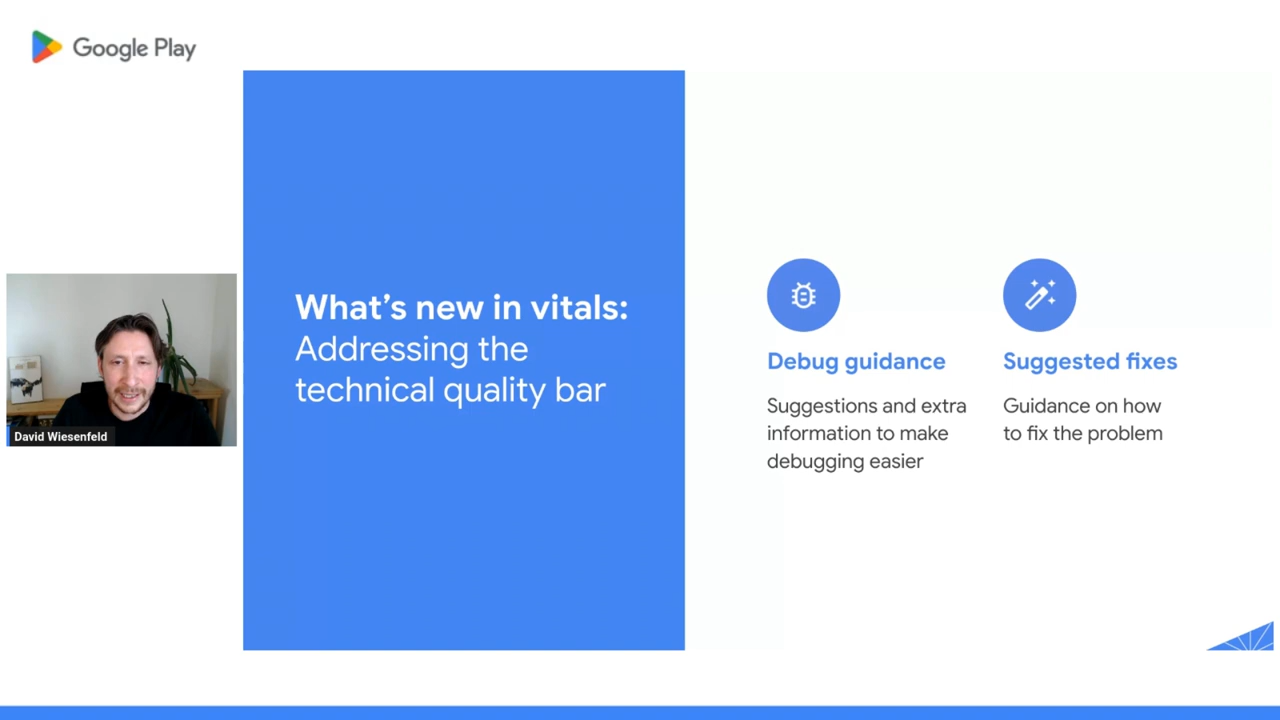 Google Play
What's new in vitals:
Addressing the
technical quality bar
Debug guidance
Suggestions and extra
information to make
debugging easier
Suggested fixes
Guidance on how
to fix the problem
David Wiesenfeld